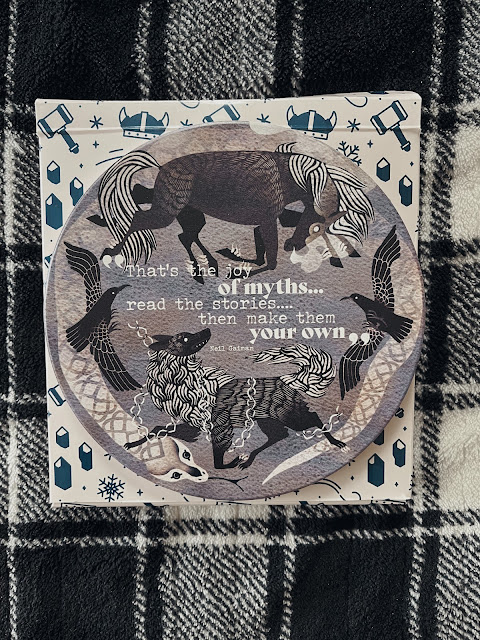 “That's the joy
of myths...
read the stories....
then make them
your own”
Neil Gaiman